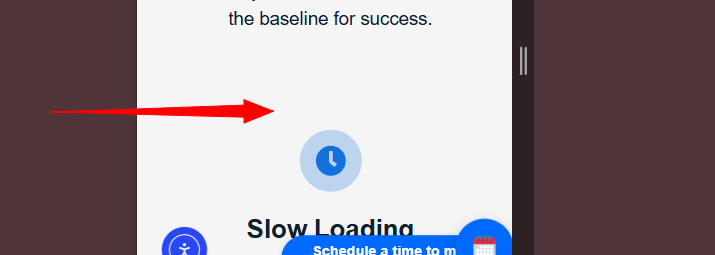 the baseline for success.
Slow Loading
Schedule a time to m